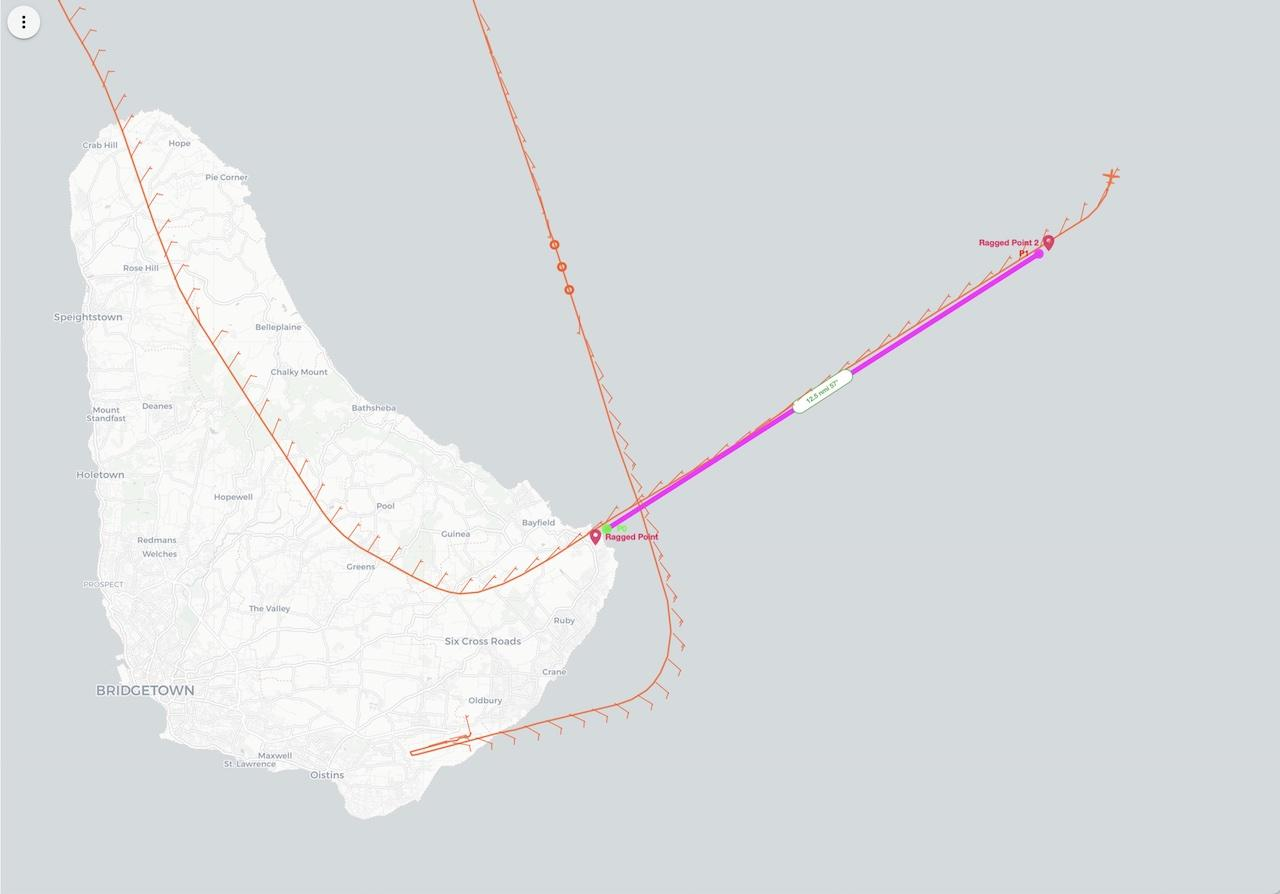 Crab Hill
Hope
Pie Corner
Ragged Point 2
P1
Rose Hill
Speightstown
Belleplaine
Chalky Mount
12.5 nmi 57°
Mount
Standfast
Deanes
Bathsheba
Holetown
Hopewell
Pool
Bayfield
P0
Ragged Point
Guinea
Redmans
Welches
Greens
PROSPECT
The Valley
Ruby
Six Cross Roads
Crane
BRIDGETOWN
Oldbury
Maxwell
St. Lawrence
Oistins